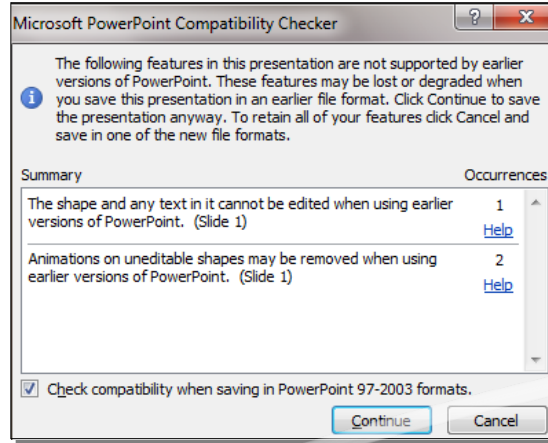 Microsoft PowerPoint Compatibility Checker
The following features in this presentation are not supported by earlier
versions of PowerPoint. These features may be lost or degraded when
you save this presentation in an earlier file format. Click Continue to save
the presentation anyway. To retain all of your features click Cancel and
save in one of the new file formats.
Summary Occurrences
The shape and any text in it cannot be edited when using earlier 1
versions of PowerPoint. (Slide 1) Help
Animations on uneditable shapes may be removed when using 2
earlier versions of PowerPoint. (Slide 1) Help
Check compatibility when saving in PowerPoint 97-2003 formats.
Continue Cancel